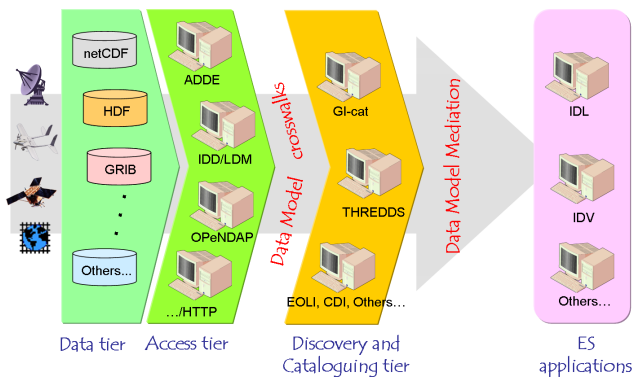 netCDF
HDF
GRIB
Others...
Data tier
ADDE
IDD/LDM
OPeNDAP
.../HTTP
Access tier
Data Model crosswalks
GI-cat
THREDDS
EOLI, CDI, Others...
Discovery and
Cataloguing tier
Data Model Mediation
IDL
IDV
Others...
ES
applications